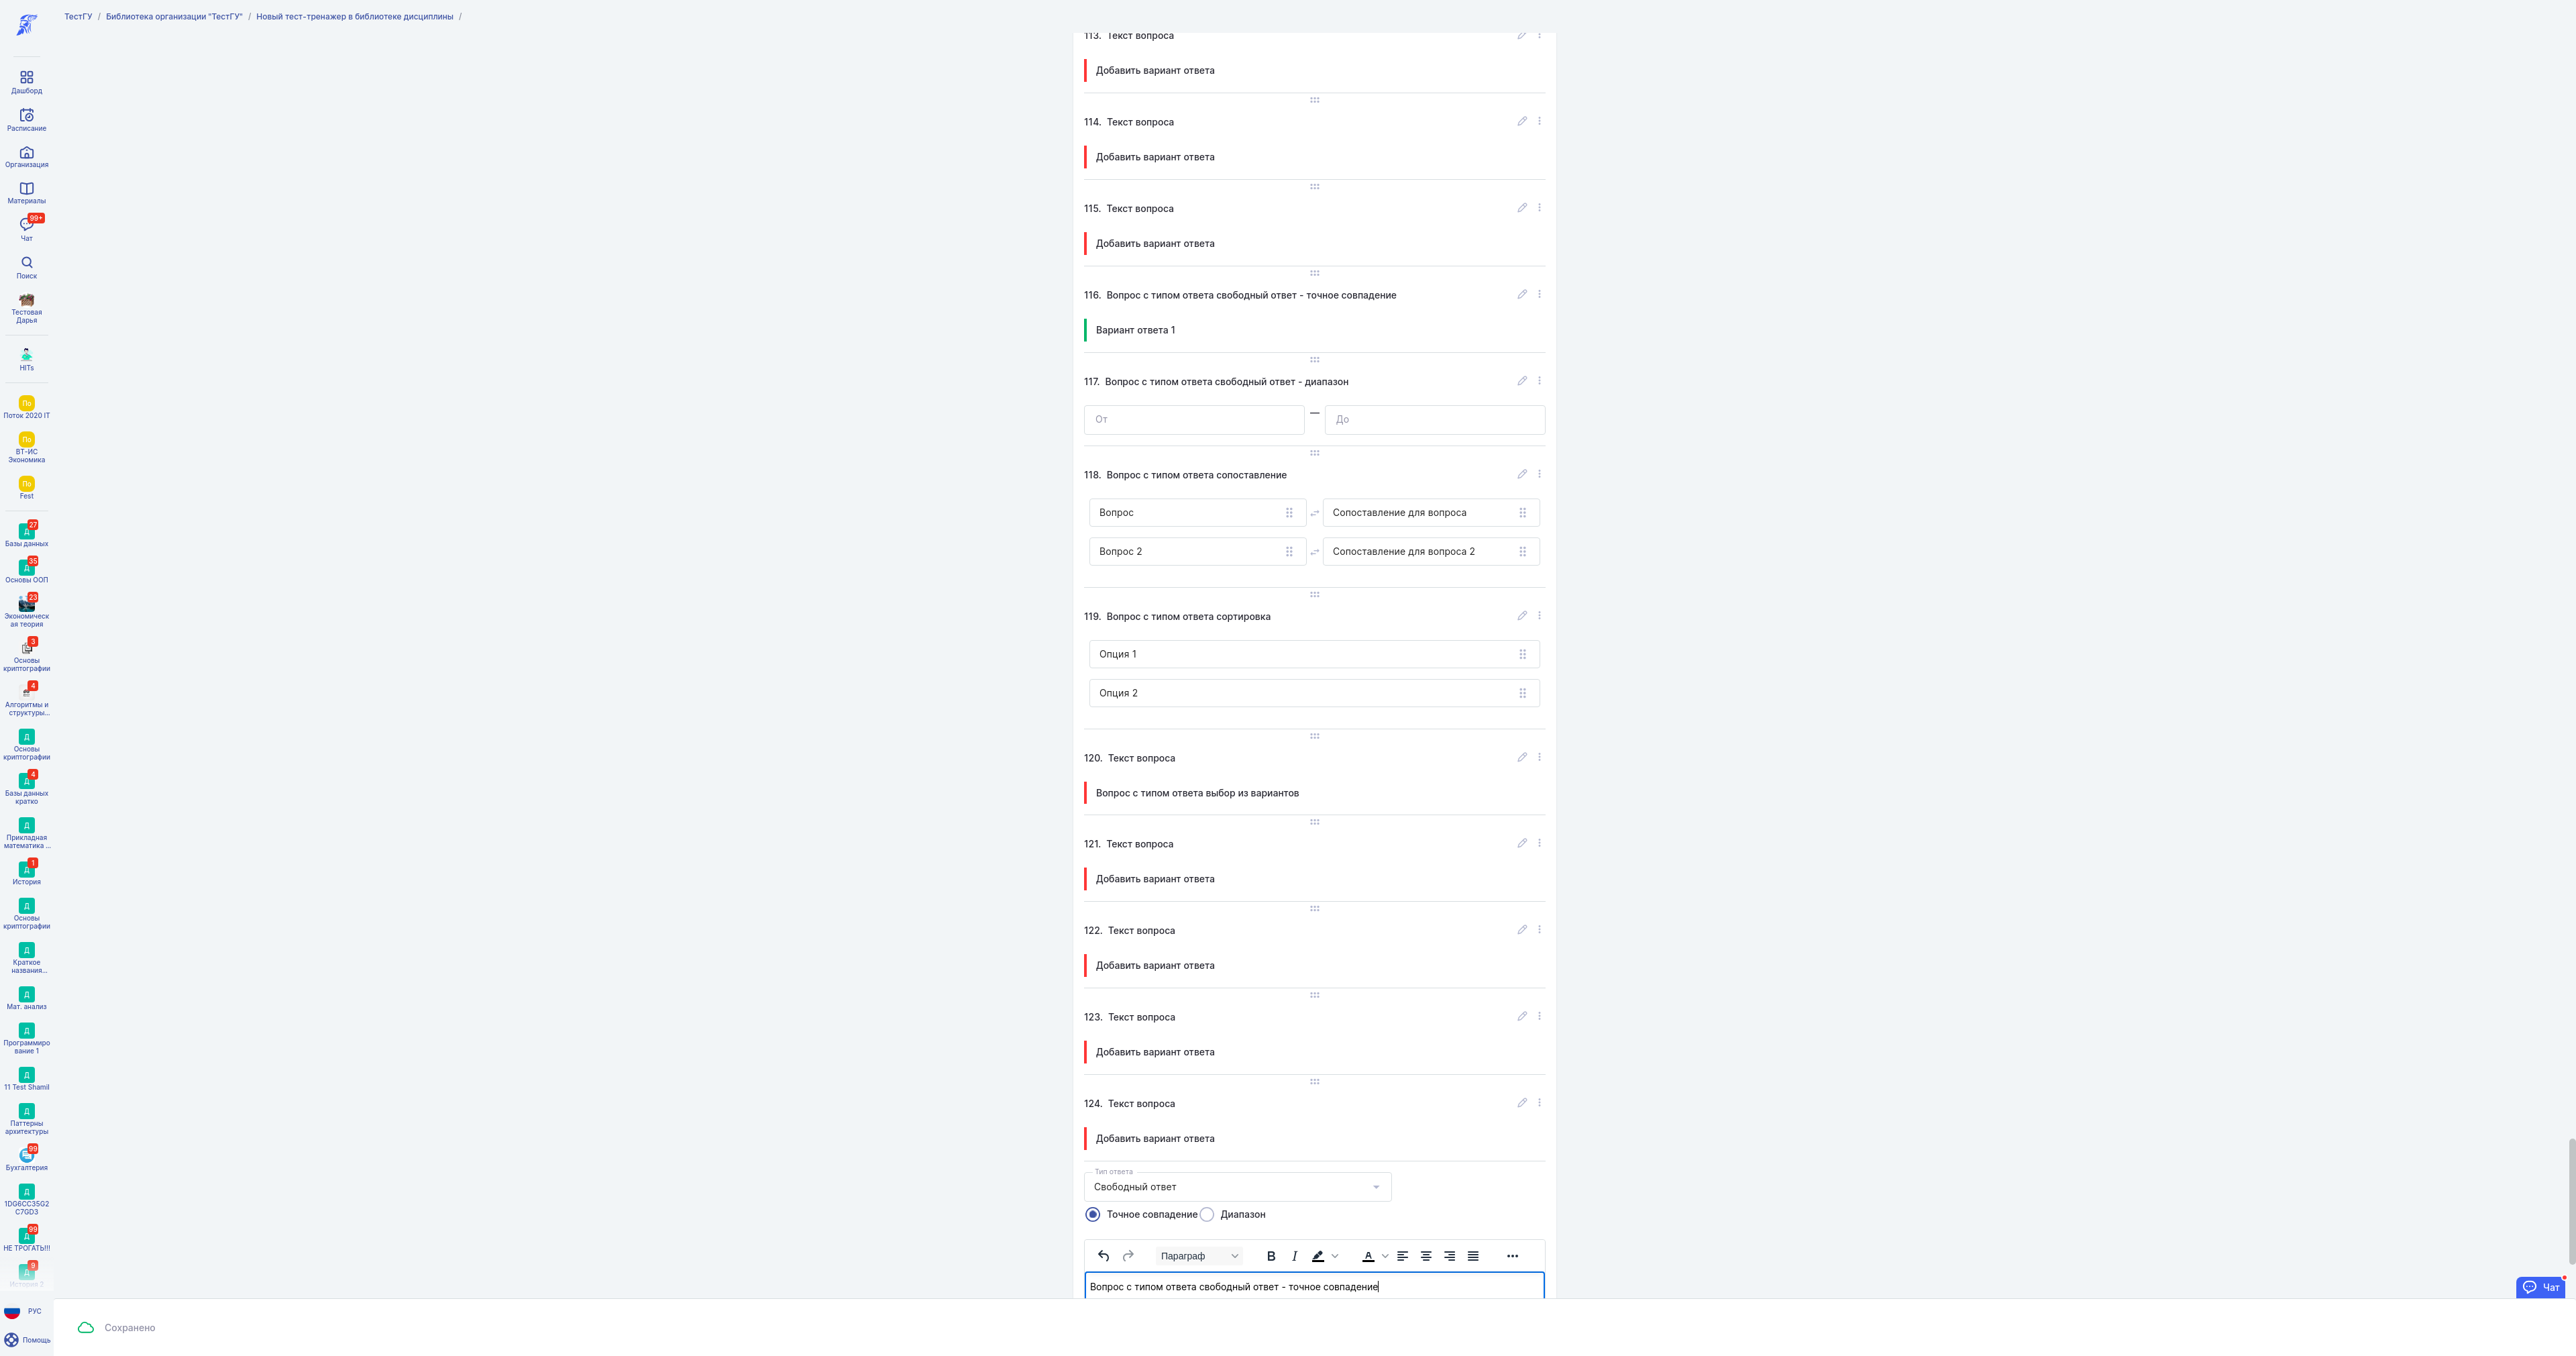 ТестГУ / Библиотека организации "ТестГУ" / Новый тест-тренажер в библиотеке дисциплины /
Дашборд
Расписание
Организация
Материалы
99+
Чат
Поиск
Тестовая
Дарья
HITs
По
Поток 2020 IT
По
ВТ-ИС
Экономика
По
Fest
27
Д
Базы данных
35
Д
Основы ООП
23
Экономическ
ая теория
3
Основы
криптографии
4
Алгоритмы и
структуры...
Д
Основы
криптографии
4
Д
Базы данных
кратко
Д
Прикладная
математика ...
1
Д
История
Д
Основы
криптографии
Д
Краткое
названия...
Д
Мат. анализ
Д
Программиро
вание 1
Д
11 Test Shamil
Д
Паттерны
архитектуры
99
Бухгалтерия
Д
1DG6CC35G2
C7GD3
99
Д
НЕ ТРОГАТЬ!!!
9
Д
История 2
РУС
Помощь
113. Текст вопроса
Добавить вариант ответа
114. Текст вопроса
Добавить вариант ответа
115. Текст вопроса
Добавить вариант ответа
116. Вопрос с типом ответа свободный ответ - точное совпадение
Вариант ответа 1
117. Вопрос с типом ответа свободный ответ - диапазон
От — До
118. Вопрос с типом ответа сопоставление
Вопрос Сопоставление для вопроса
Вопрос 2 Сопоставление для вопроса 2
119. Вопрос с типом ответа сортировка
Опция 1
Опция 2
120. Текст вопроса
Вопрос с типом ответа выбор из вариантов
121. Текст вопроса
Добавить вариант ответа
122. Текст вопроса
Добавить вариант ответа
123. Текст вопроса
Добавить вариант ответа
124. Текст вопроса
Добавить вариант ответа
Тип ответа
Свободный ответ
Точное совпадение Диапазон
Параграф B I A ...
Вопрос с типом ответа свободный ответ - точное совпадение
Чат
Сохранено